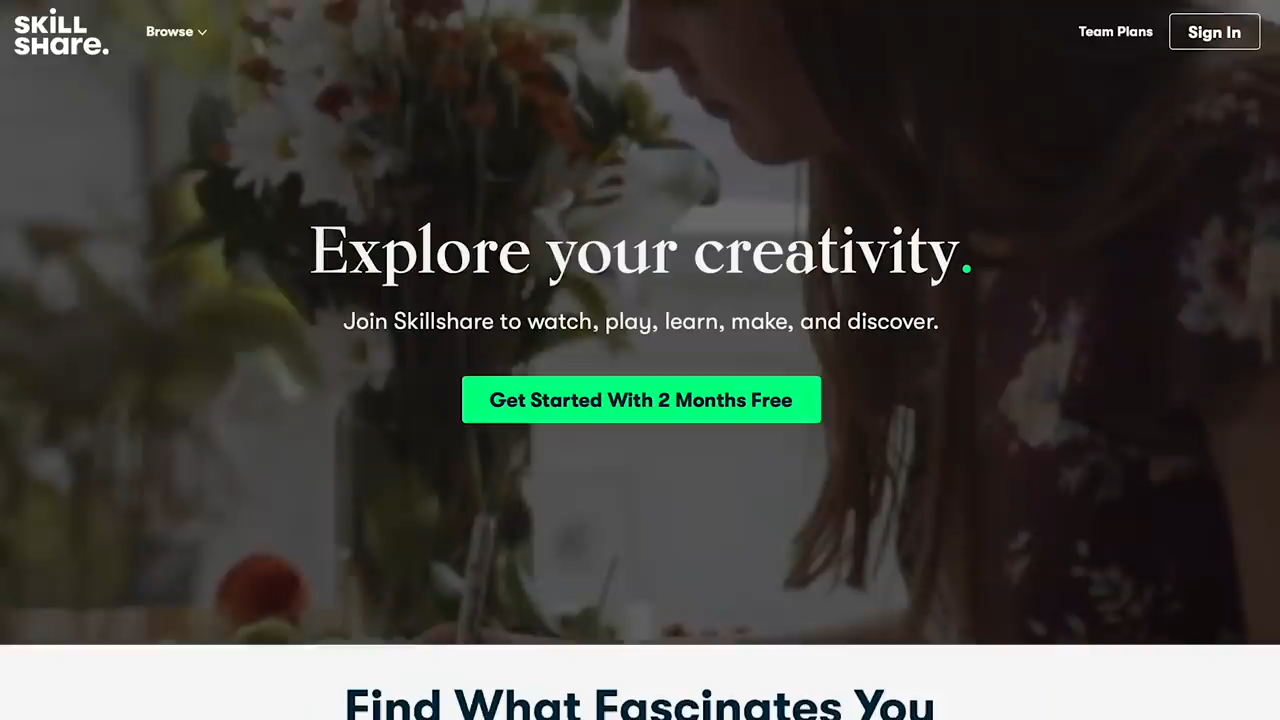 SKiLL
SHare.
Browse
Team Plans
Sign In
Explore your creativity.
Join Skillshare to watch, play, learn, make, and discover.
Get Started With 2 Months Free
Find What Fascinates You